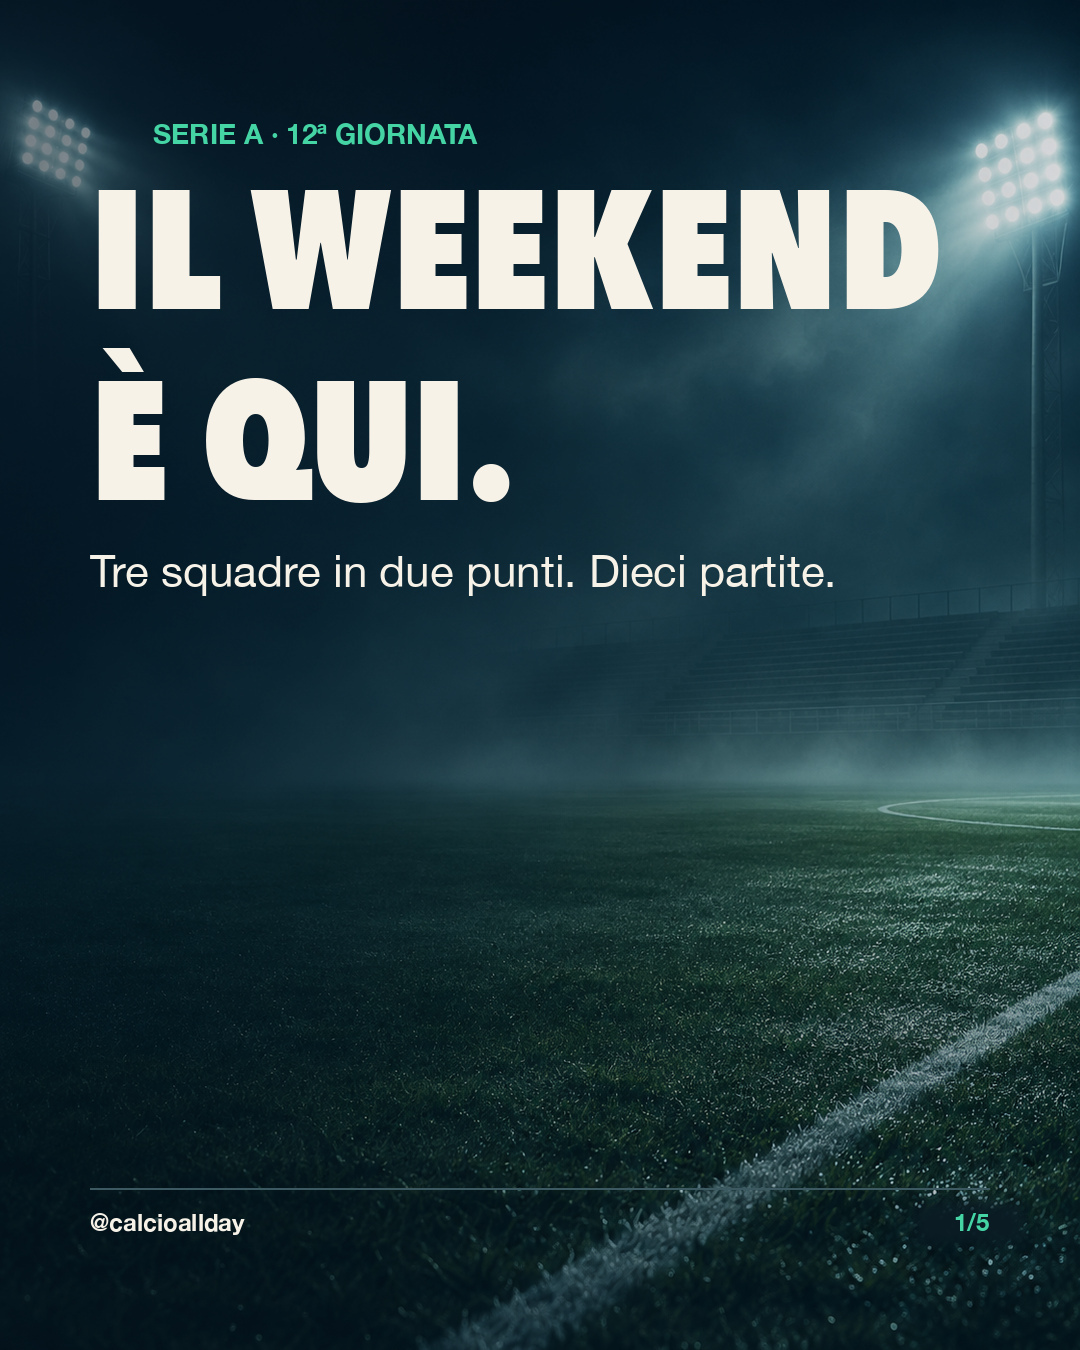 SERIE A · 12ª GIORNATA
IL WEEKEND
È QUI.
Tre squadre in due punti. Dieci partite.
@calcioallday
1/5